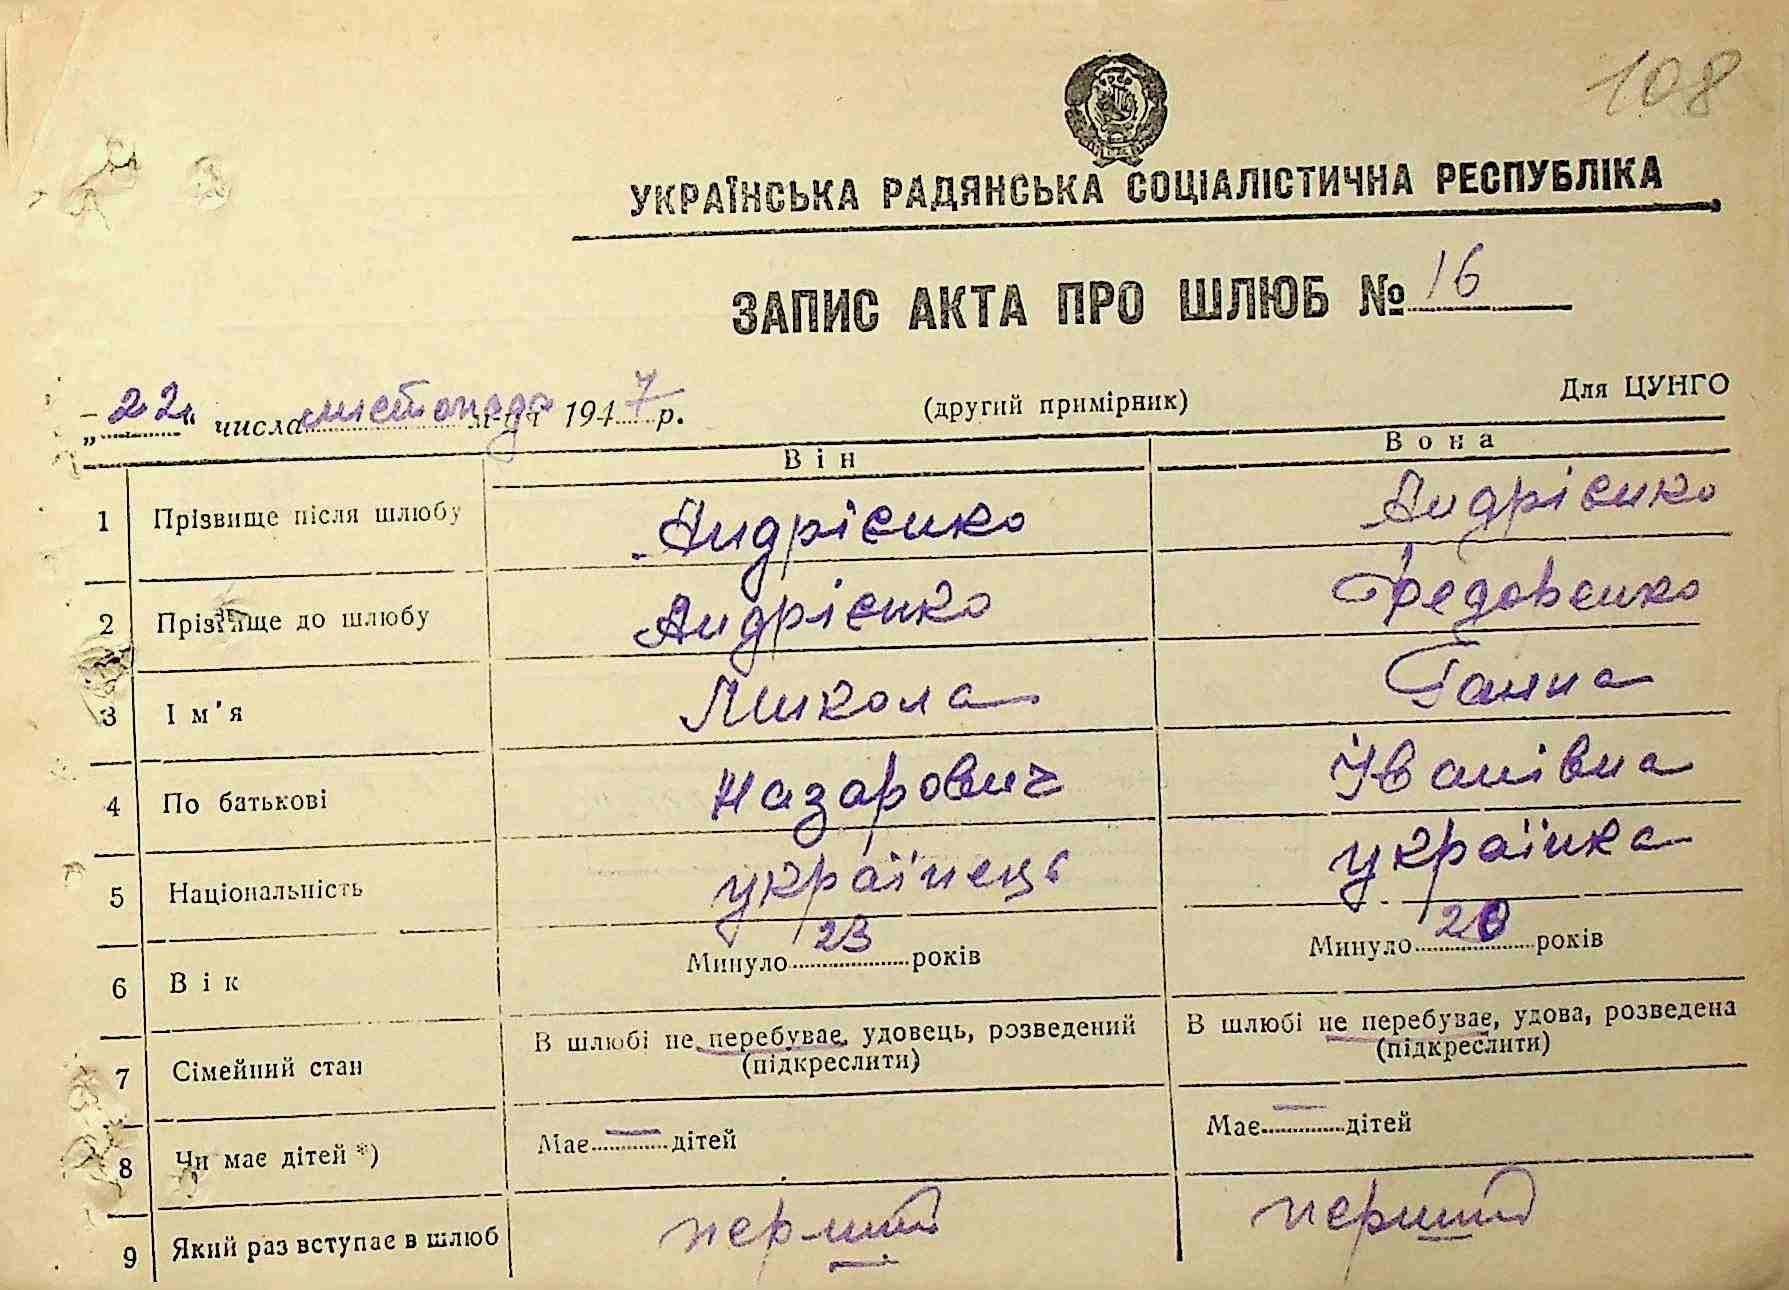 108
УКРАЇНСЬКА РАДЯНСЬКА СОЦІАЛІСТИЧНА РЕСПУБЛІКА
ЗАПИС АКТА ПРО ШЛЮБ № 16
„22“ числа листопада м-ця 1947 р. (другий примірник) Для ЦУНГО
Він Вона
1 Прізвище після шлюбу Андрієнко Андрієнко
2 Прізвище до шлюбу Андрієнко Федовенко
3 Ім'я Микола Ганна
4 По батькові Назарович Іванівна
5 Національність українець українка
6 Вік Минуло 23 років Минуло 20 років
7 Сімейний стан В шлюбі не перебуває, удовець, розведений (підкреслити) В шлюбі не перебуває, удова, розведена (підкреслити)
8 Чи має дітей *) Має — дітей Має — дітей
9 Який раз вступає в шлюб перший перший